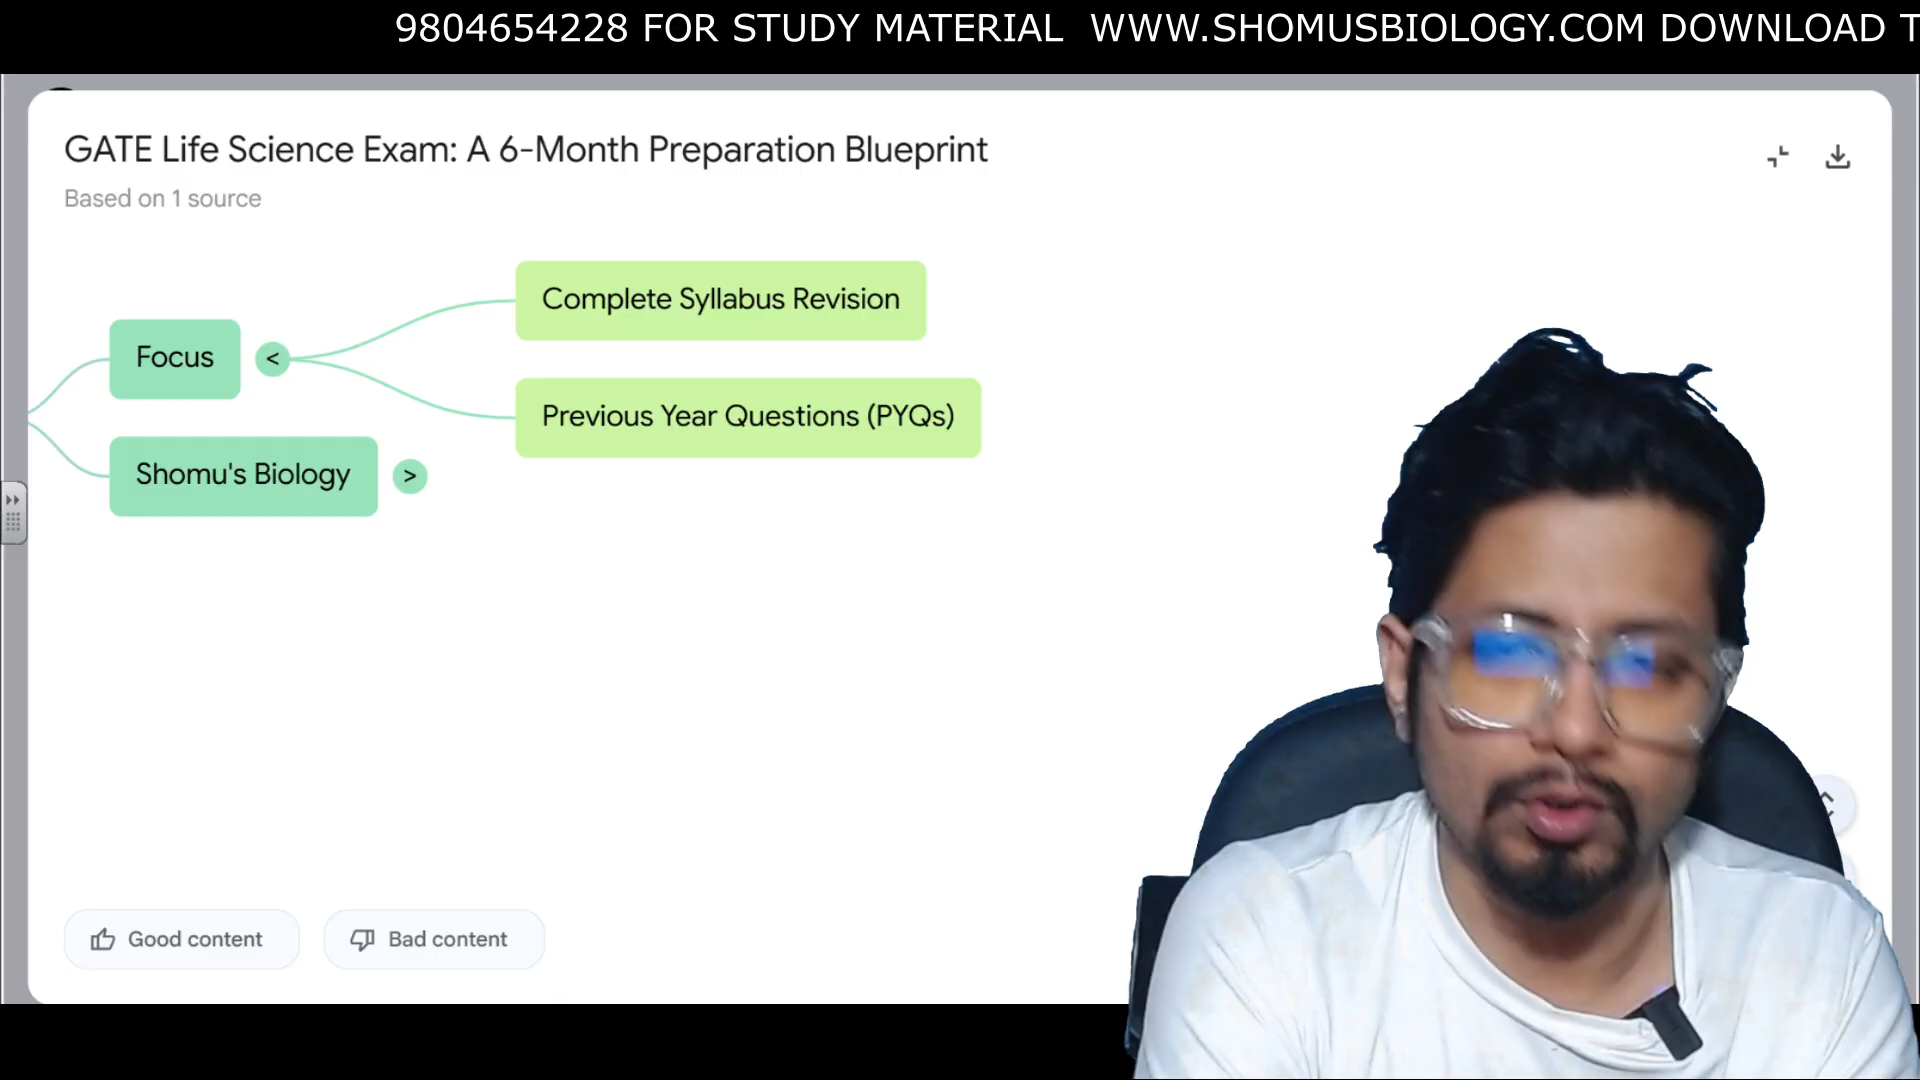 9804654228 FOR STUDY MATERIAL WWW.SHOMUSBIOLOGY.COM DOWNLOAD T
GATE Life Science Exam: A 6-Month Preparation Blueprint
Based on 1 source
Complete Syllabus Revision
Focus
<
Previous Year Questions (PYQs)
Shomu's Biology
>
Good content
Bad content